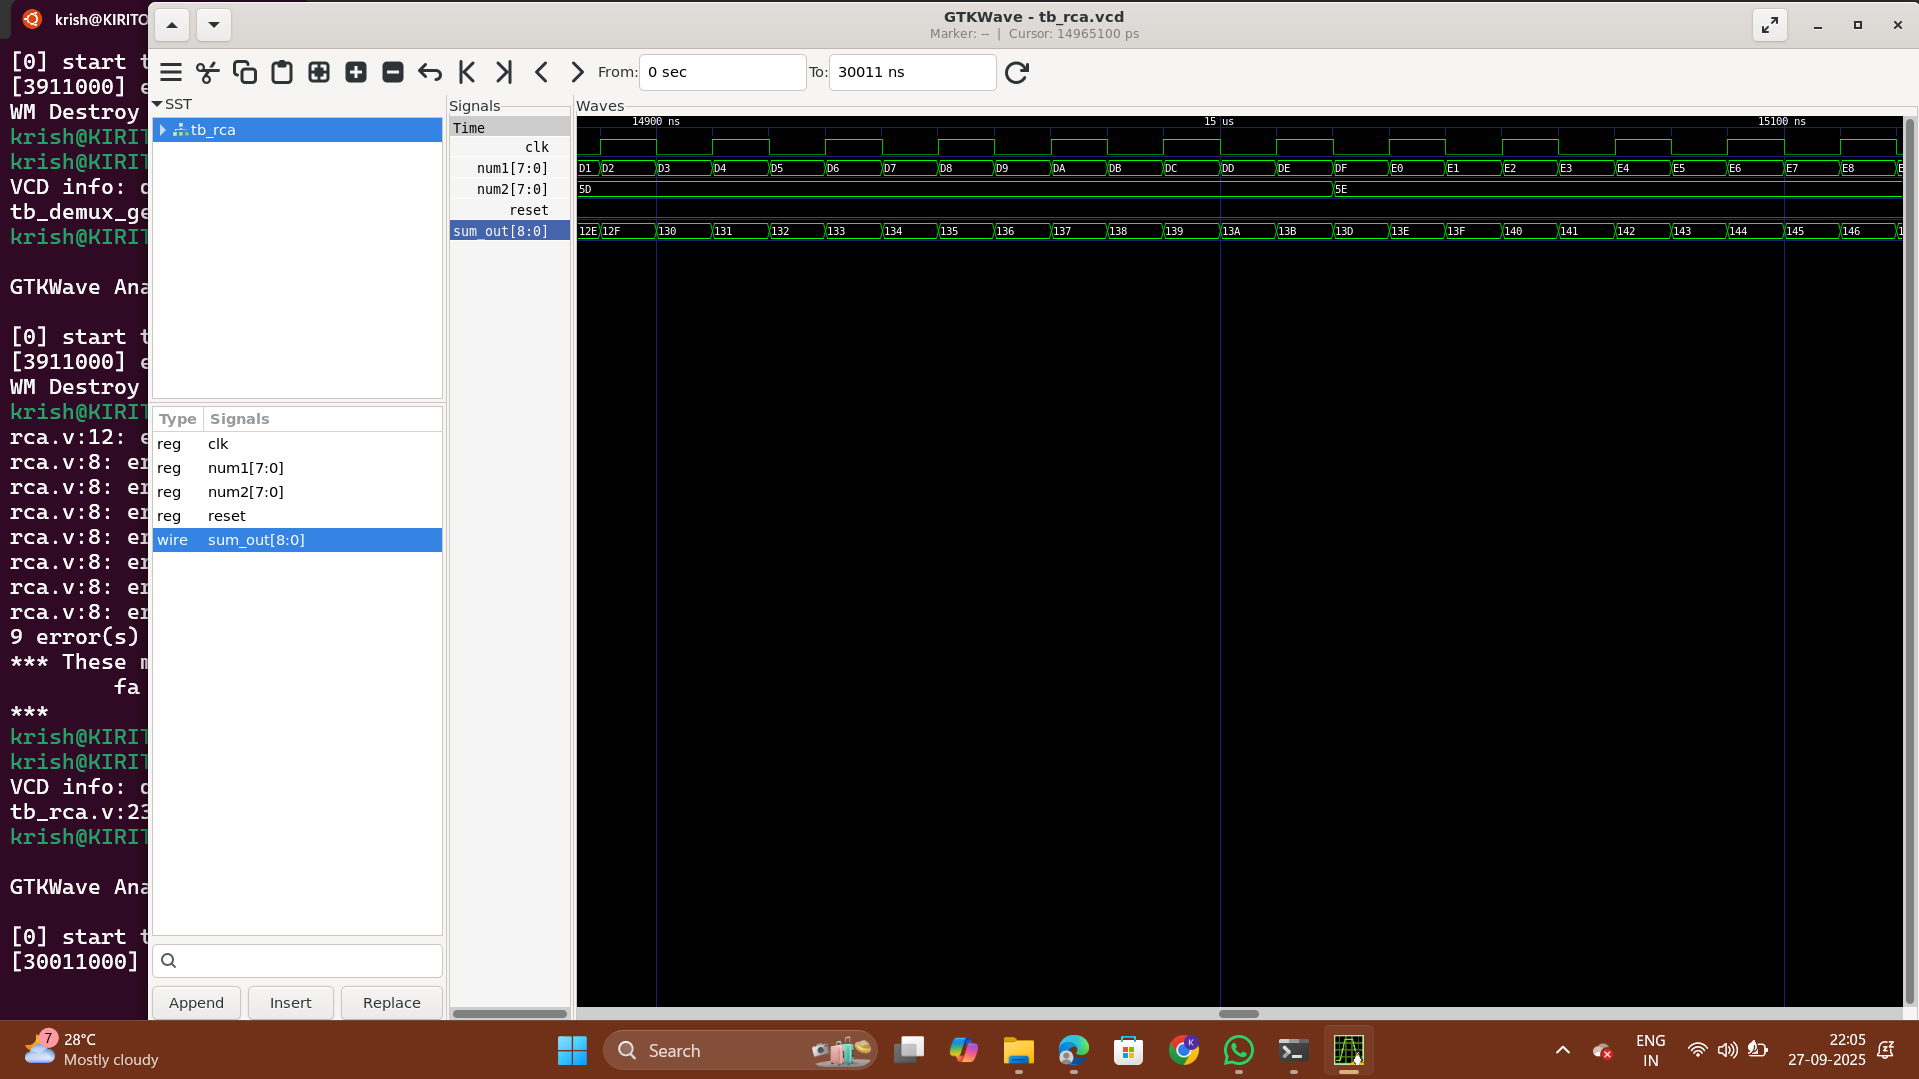 krish@KIRITO
[0] start t
[3911000] e
WM Destroy
krish@KIRIT
krish@KIRIT
VCD info: d
tb_demux_ge
krish@KIRIT
GTKWave Ana
[0] start t
[3911000] e
WM Destroy
krish@KIRIT
rca.v:12: e
rca.v:8: er
rca.v:8: er
rca.v:8: er
rca.v:8: er
rca.v:8: er
rca.v:8: er
rca.v:8: er
9 error(s)
*** These m
fa
***
krish@KIRIT
krish@KIRIT
VCD info: d
tb_rca.v:23
krish@KIRIT
GTKWave Ana
[0] start t
[30011000]
GTKWave - tb_rca.vcd
Marker: -- | Cursor: 14965100 ps
From: 0 sec To: 30011 ns
SST
tb_rca
Type Signals
reg clk
reg num1[7:0]
reg num2[7:0]
reg reset
wire sum_out[8:0]
Append Insert Replace
Signals
Time
clk
num1[7:0]
num2[7:0]
reset
sum_out[8:0]
Waves
14900 ns 15 us 15100 ns
D1 D2 D3 D4 D5 D6 D7 D8 D9 DA DB DC DD DE DF E0 E1 E2 E3 E4 E5 E6 E7 E8
5D 5E
12E 12F 130 131 132 133 134 135 136 137 138 139 13A 13B 13D 13E 13F 140 141 142 143 144 145 146
7
28°C
Mostly cloudy
Search
K
ENG
IN
22:05
27-09-2025